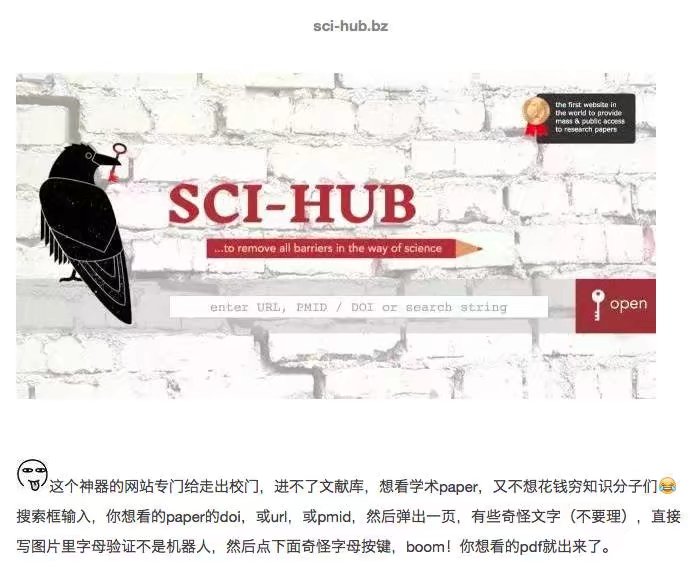 sci-hub.bz
the first website in
the world to provide
mass & public access
to research papers
SCI-HUB
...to remove all barriers in the way of science
enter URL, PMID / DOI or search string
open
这个神器的网站专门给走出校门，进不了文献库，想看学术paper，又不想花钱穷知识分子们😂
搜索框输入，你想看的paper的doi，或url，或pmid，然后弹出一页，有些奇怪文字（不要理），直接
写图片里字母验证不是机器人，然后点下面奇怪字母按键，boom！你想看的pdf就出来了。